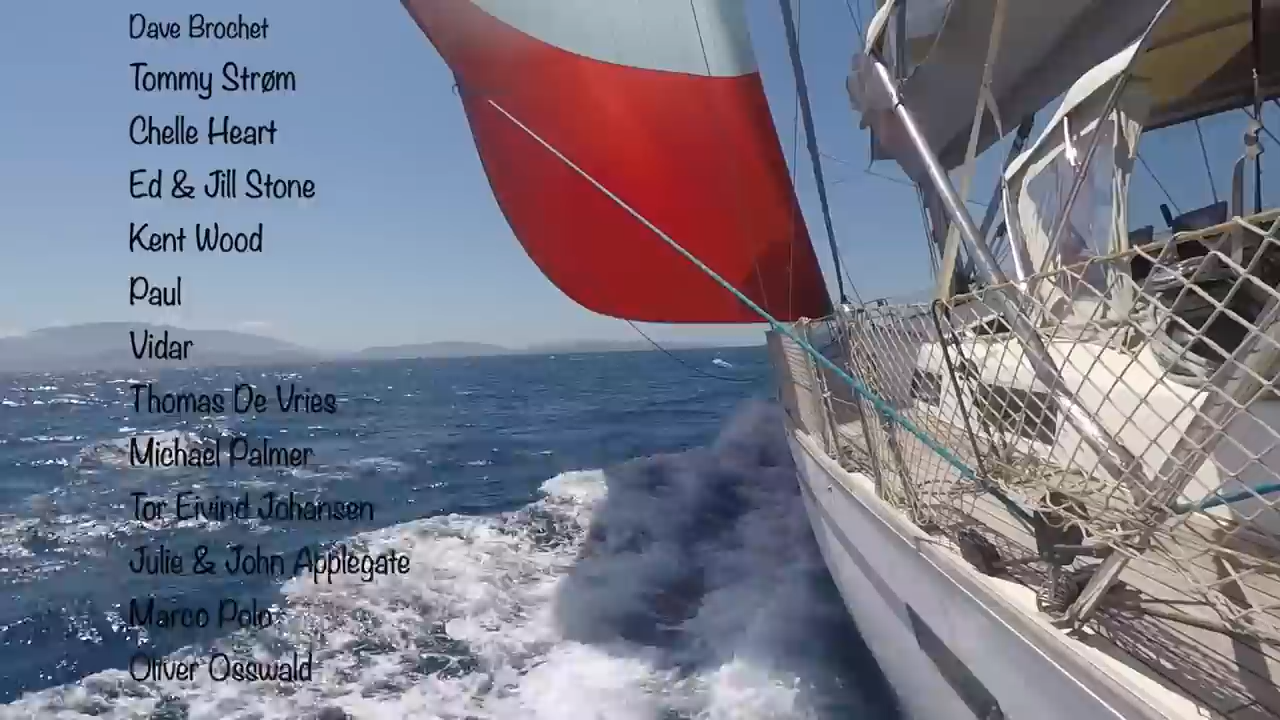 Dave Brochet
Tommy Strøm
Chelle Heart
Ed & Jill Stone
Kent Wood
Paul
Vidar
Thomas De Vries
Michael Palmer
Tor Eivind Johansen
Julie & John Applegate
Marco Polo
Oliver Osswald